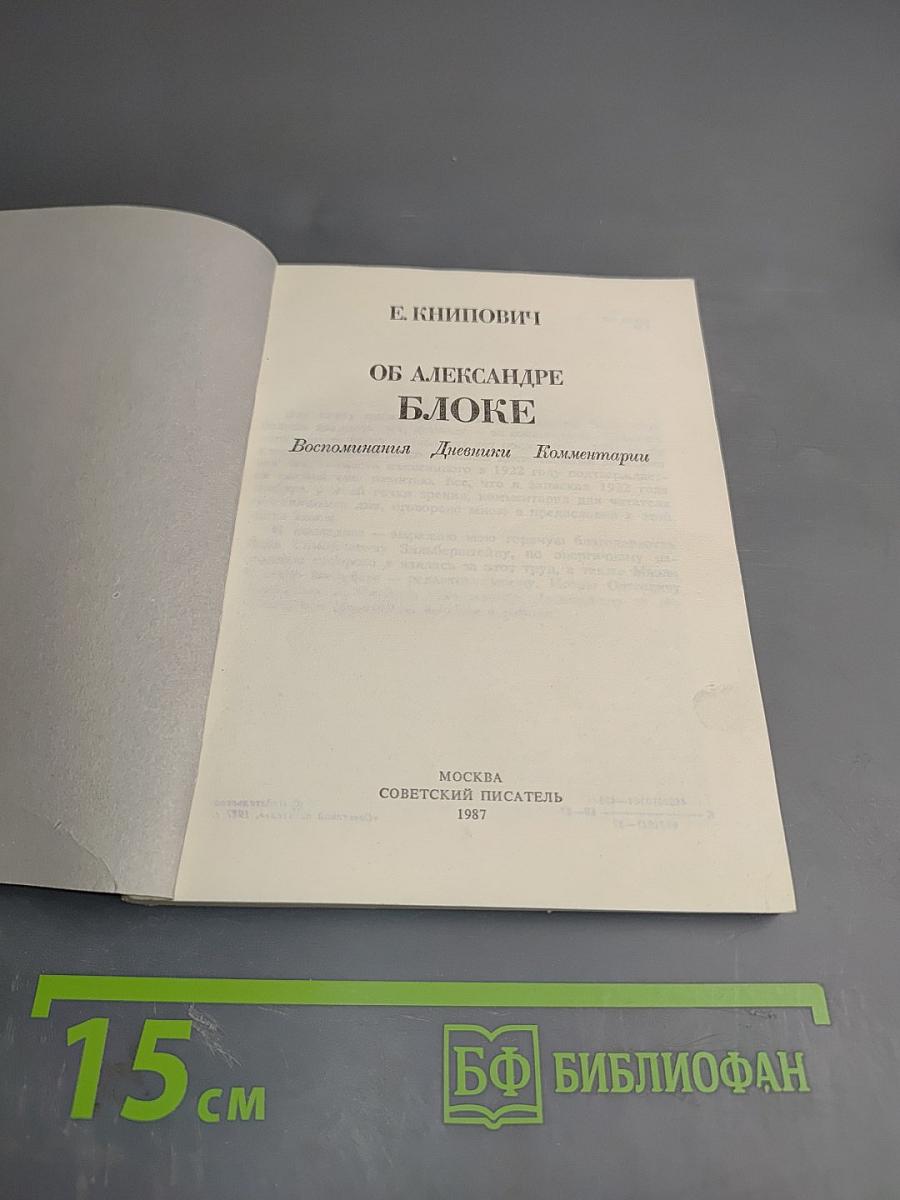 Е. КНИПОВИЧ
ОБ АЛЕКСАНДРЕ
БЛОКЕ
Воспоминания Дневники Комментарии
МОСКВА
СОВЕТСКИЙ ПИСАТЕЛЬ
1987
15 см
БФ БИБЛИОФАН